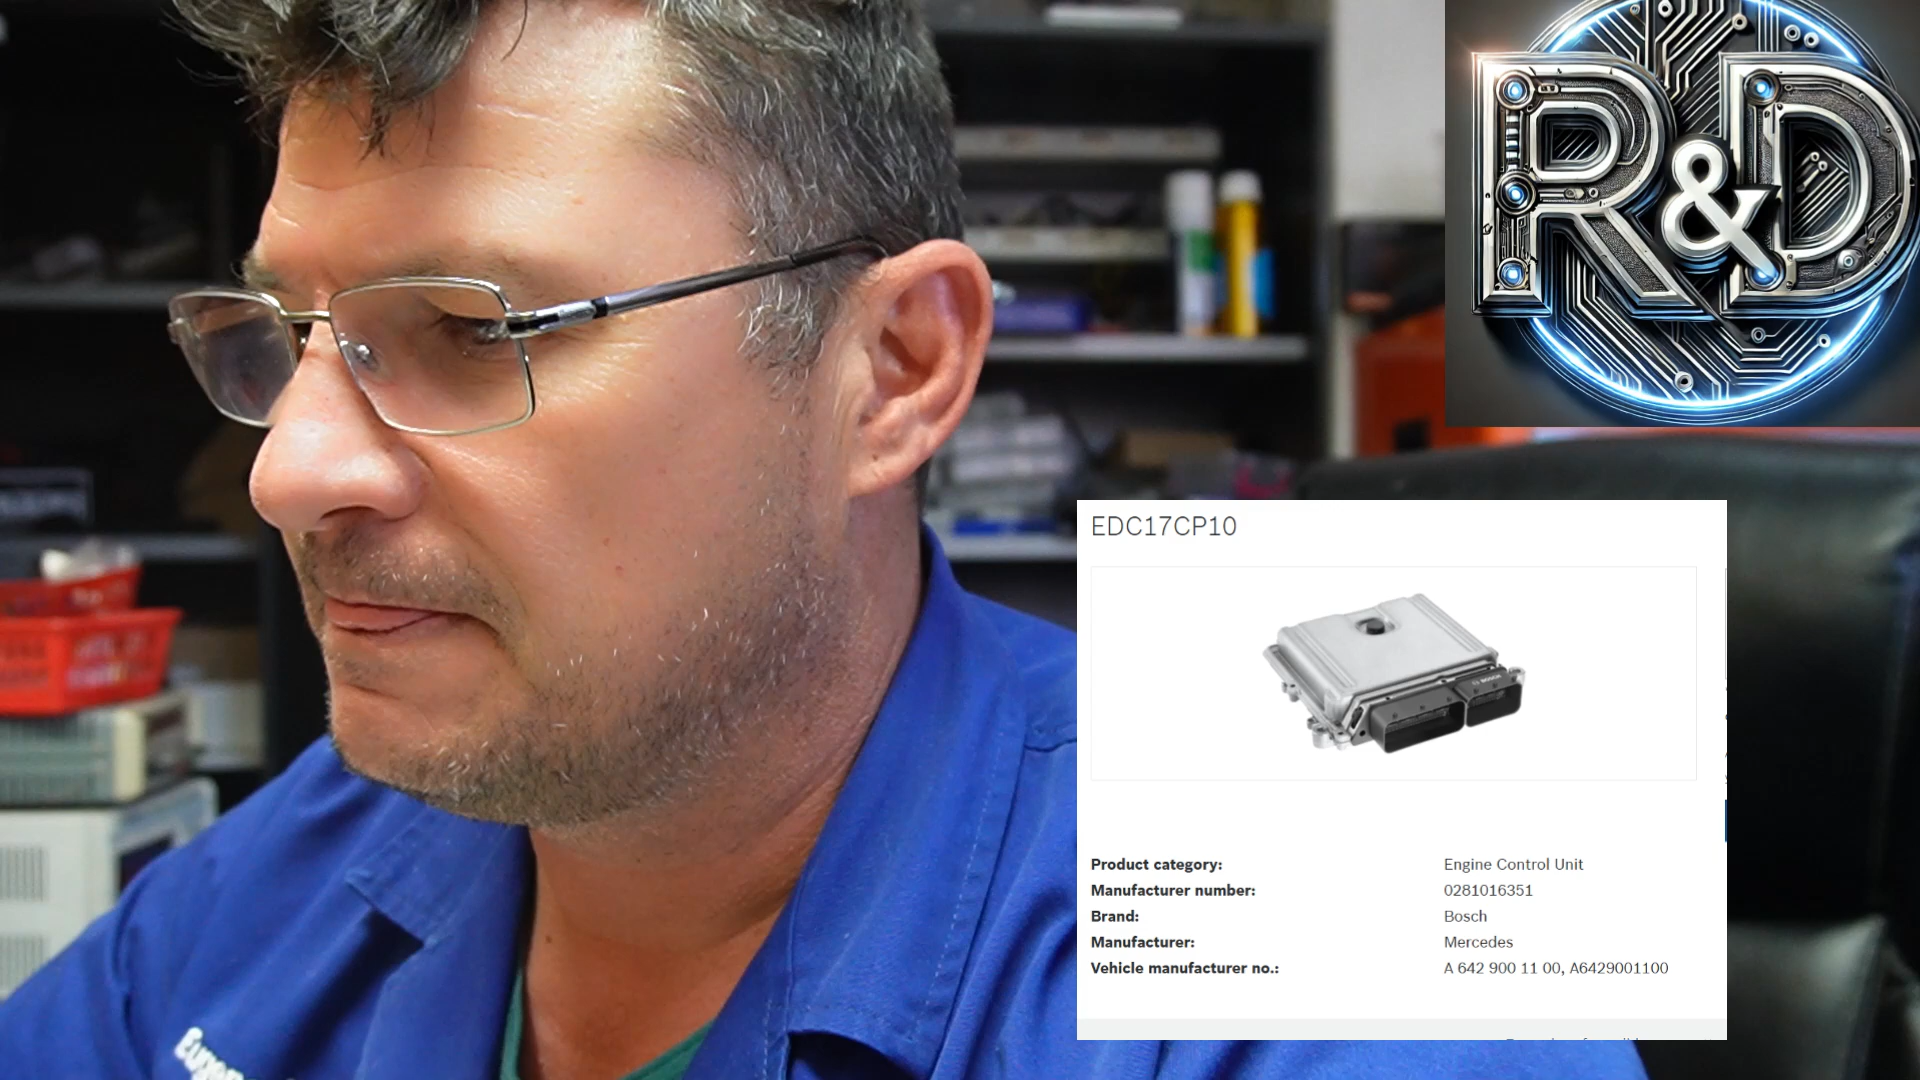 R&D
EDC17CP10
BOSCH
Product category: Engine Control Unit
Manufacturer number: 0281016351
Brand: Bosch
Manufacturer: Mercedes
Vehicle manufacturer no.: A 642 900 11 00, A6429001100